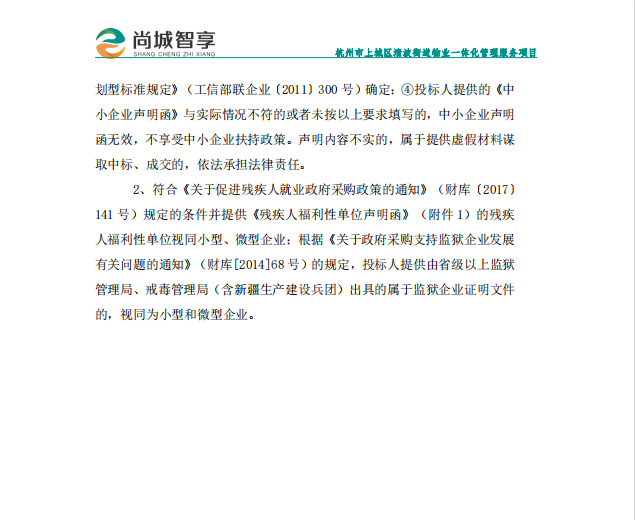 尚城智享
SHANG CHENG ZHI XIANG
杭州市上城区清波街道物业一体化管理服务项目
划型标准规定》（工信部联企业〔2011〕300 号）确定；④投标人提供的《中
小企业声明函》与实际情况不符的或者未按以上要求填写的，中小企业声明
函无效，不享受中小企业扶持政策。声明内容不实的，属于提供虚假材料谋
取中标、成交的，依法承担法律责任。
2、符合《关于促进残疾人就业政府采购政策的通知》（财库〔2017〕
141 号）规定的条件并提供《残疾人福利性单位声明函》（附件 1）的残疾
人福利性单位视同小型、微型企业；根据《关于政府采购支持监狱企业发展
有关问题的通知》（财库[2014]68 号）的规定，投标人提供由省级以上监狱
管理局、戒毒管理局（含新疆生产建设兵团）出具的属于监狱企业证明文件
的，视同为小型和微型企业。